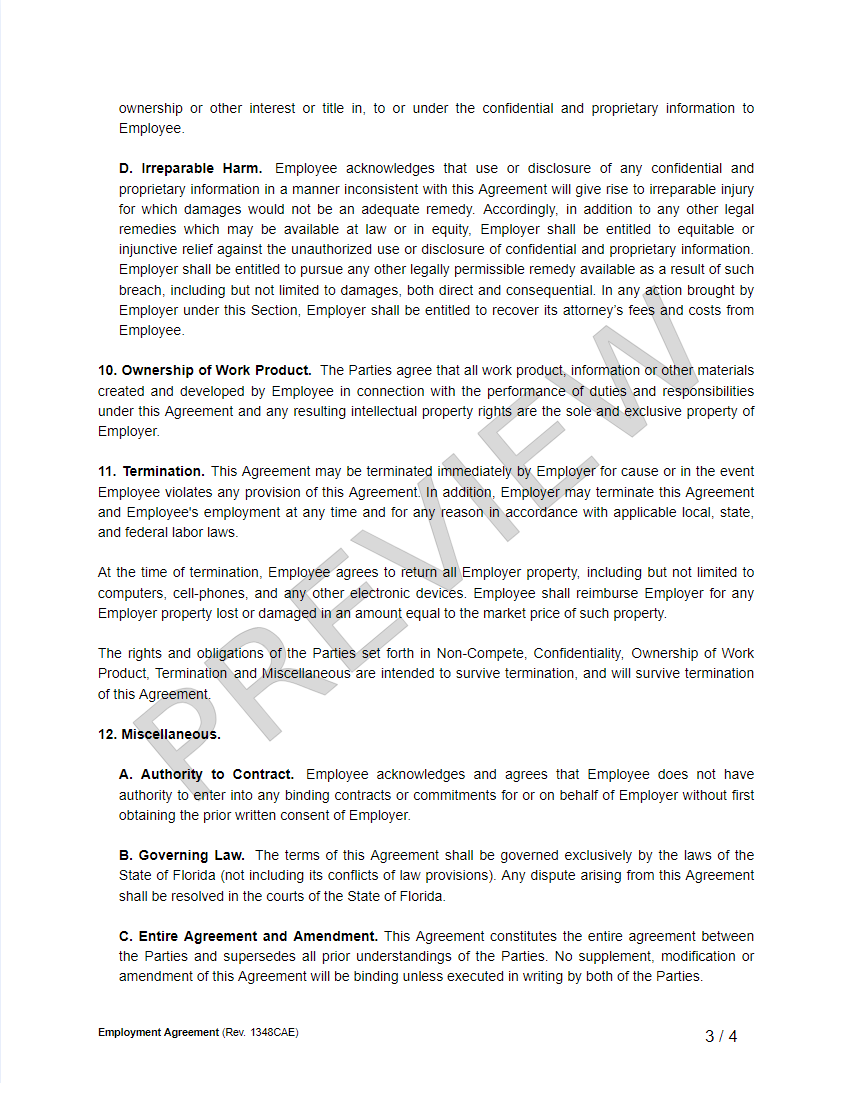 ownership or other interest or title in, to or under the confidential and proprietary information to
Employee.
D. Irreparable Harm. Employee acknowledges that use or disclosure of any confidential and
proprietary information in a manner inconsistent with this Agreement will give rise to irreparable injury
for which damages would not be an adequate remedy. Accordingly, in addition to any other legal
remedies which may be available at law or in equity, Employer shall be entitled to equitable or
injunctive relief against the unauthorized use or disclosure of confidential and proprietary information.
Employer shall be entitled to pursue any other legally permissible remedy available as a result of such
breach, including but not limited to damages, both direct and consequential. In any action brought by
Employer under this Section, Employer shall be entitled to recover its attorney's fees and costs from
Employee.
10. Ownership of Work Product. The Parties agree that all work product, information or other materials
created and developed by Employee in connection with the performance of duties and responsibilities
under this Agreement and any resulting intellectual property rights are the sole and exclusive property of
Employer.
11. Termination. This Agreement may be terminated immediately by Employer for cause or in the event
Employee violates any provision of this Agreement. In addition, Employer may terminate this Agreement
and Employee's employment at any time and for any reason in accordance with applicable local, state,
and federal labor laws.
At the time of termination, Employee agrees to return all Employer property, including but not limited to
computers, cell-phones, and any other electronic devices. Employee shall reimburse Employer for any
Employer property lost or damaged in an amount equal to the market price of such property.
The rights and obligations of the Parties set forth in Non-Compete, Confidentiality, Ownership of Work
Product, Termination and Miscellaneous are intended to survive termination, and will survive termination
of this Agreement.
12. Miscellaneous.
A. Authority to Contract. Employee acknowledges and agrees that Employee does not have
authority to enter into any binding contracts or commitments for or on behalf of Employer without first
obtaining the prior written consent of Employer.
B. Governing Law. The terms of this Agreement shall be governed exclusively by the laws of the
State of Florida (not including its conflicts of law provisions). Any dispute arising from this Agreement
shall be resolved in the courts of the State of Florida.
C. Entire Agreement and Amendment. This Agreement constitutes the entire agreement between
the Parties and supersedes all prior understandings of the Parties. No supplement, modification or
amendment of this Agreement will be binding unless executed in writing by both of the Parties.
Employment Agreement (Rev. 1348CAE)
3 / 4
PREVIEW